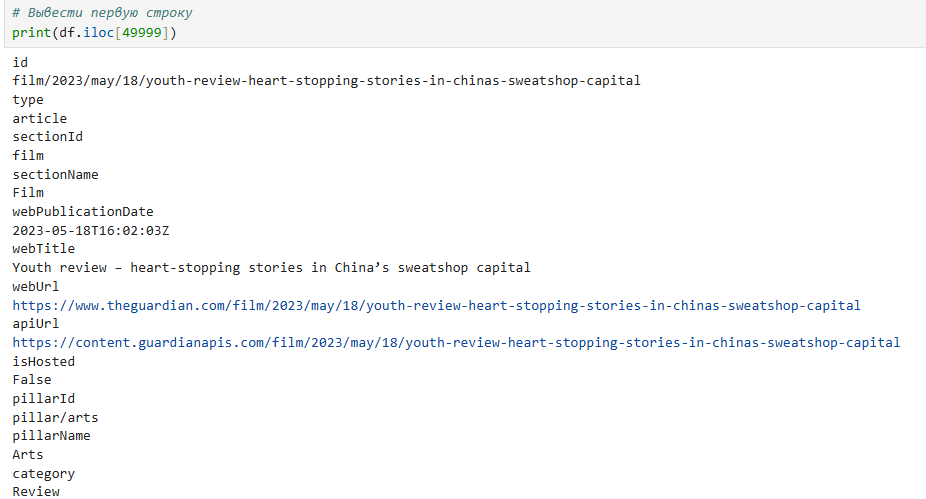 # Вывести первую строку
print(df.iloc[49999])
id
film/2023/may/18/youth-review-heart-stopping-stories-in-chinas-sweatshop-capital
type
article
sectionId
film
sectionName
Film
webPublicationDate
2023-05-18T16:02:03Z
webTitle
Youth review – heart-stopping stories in China’s sweatshop capital
webUrl
https://www.theguardian.com/film/2023/may/18/youth-review-heart-stopping-stories-in-chinas-sweatshop-capital
apiUrl
https://content.guardianapis.com/film/2023/may/18/youth-review-heart-stopping-stories-in-chinas-sweatshop-capital
isHosted
False
pillarId
pillar/arts
pillarName
Arts
category
Review